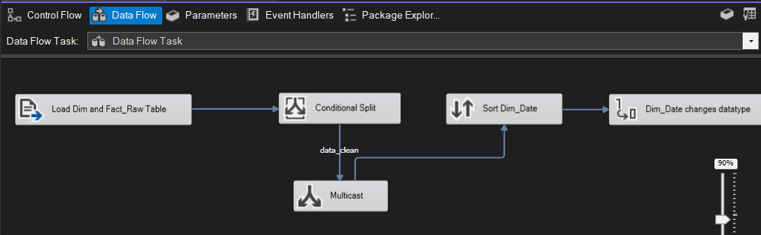 Control Flow Data Flow Parameters Event Handlers Package Explor...
Data Flow Task: Data Flow Task
Load Dim and Fact_Raw Table
Conditional Split
Sort Dim_Date
Dim_Date changes datatype
data_clean
Multicast
90%